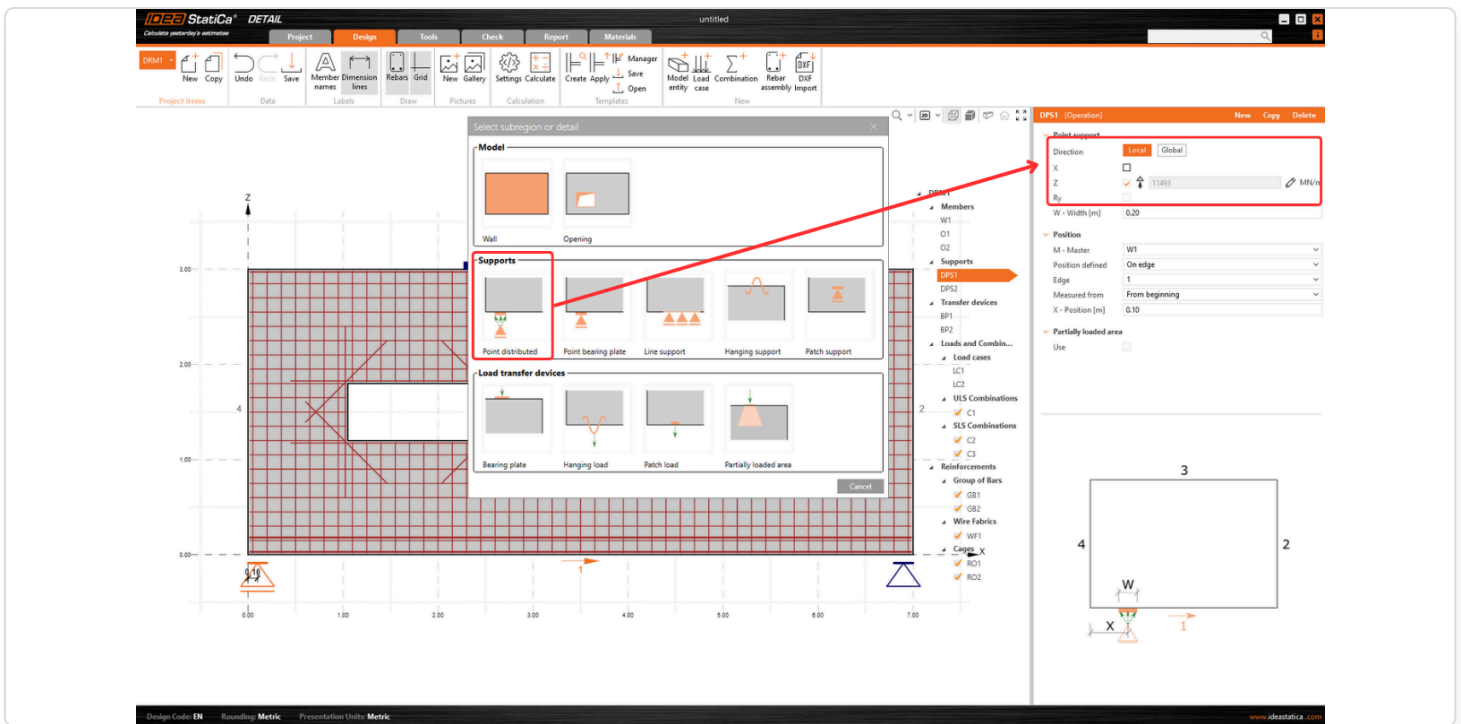 IDEA StatiCa® DETAIL
untitled
Calculate yesterday's estimates
Project Design Tools Check Report Materials
DRM1
New Copy Undo Redo Save Member names Dimension lines Rebars Grid New Gallery Settings Calculate Create Apply Manager Save Open Model entity Load case Combination Rebar assembly DXF Import
DXF
Project Items Data Labels Draw Pictures Calculation Templates New
Select subregion or detail
Model
Wall Opening
Supports
Point distributed Point bearing plate Line support Hanging support Patch support
Load transfer devices
Bearing plate Hanging load Patch load Partially loaded area
Cancel
Z
3.00
2.00
4
1.00
0.00
0.10
1
2
X
0.00 1.00 2.00 3.00 4.00 5.00 6.00 7.00
Members
W1
O1
O2
Supports
DPS1
DPS2
Transfer devices
BP1
BP2
Loads and Combin...
Load cases
LC1
LC2
ULS Combinations
C1
SLS Combinations
C2
C3
Reinforcements
Group of Bars
GB1
GB2
Wire Fabrics
WF1
Cages
RO1
RO2
DPS1 [Operation] New Copy Delete
Point support
Direction Local Global
X
Z 11493 MN/m
Ry
W - Width [m] 0.20
Position
M - Master W1
Position defined On edge
Edge 1
Measured from From beginning
X - Position [m] 0.10
Partially loaded area
Use
3
4
2
W
X
1
Design Code: EN Rounding: Metric Presentation Units: Metric
www.ideastatica.com